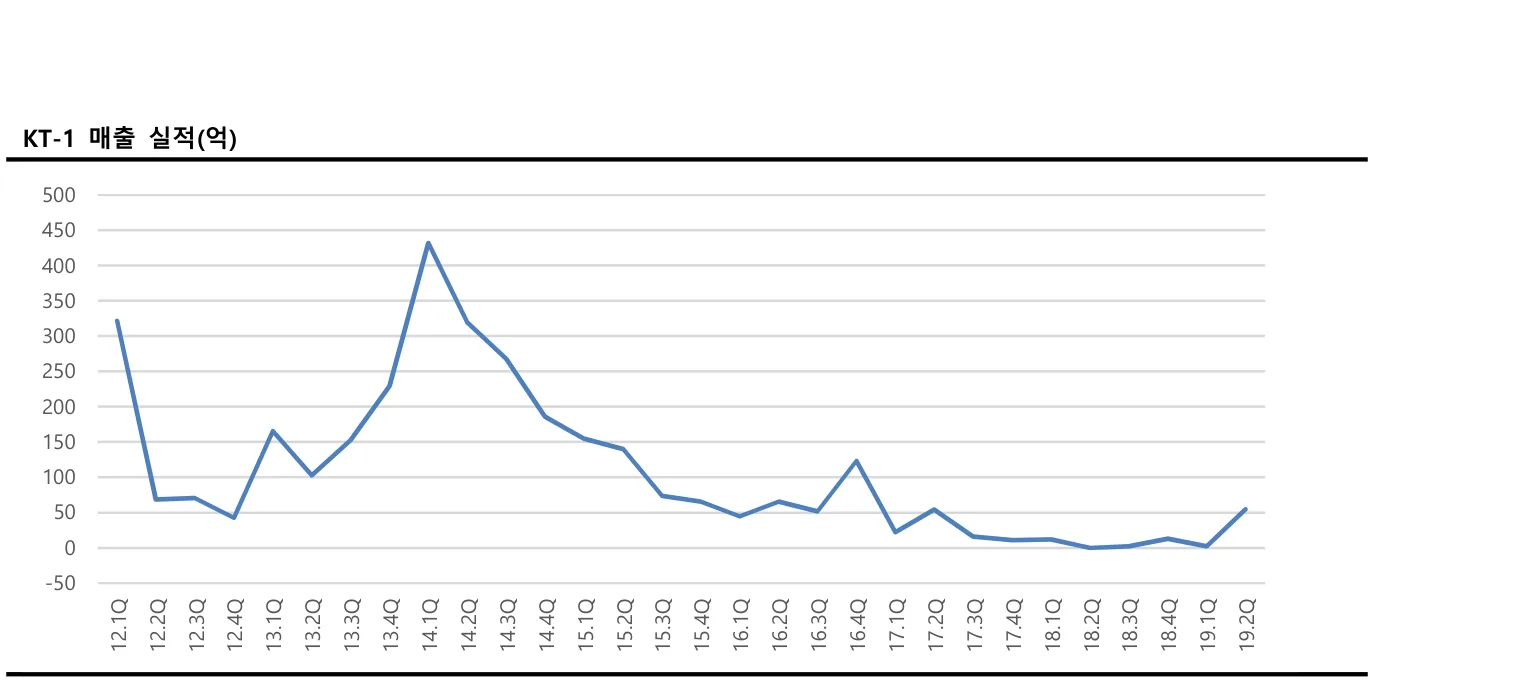 KT-1 매출 실적(억)
500
450
400
350
300
250
200
150
100
50
0
-50
12.1Q
12.2Q
12.3Q
12.4Q
13.1Q
13.2Q
13.3Q
13.4Q
14.1Q
14.2Q
14.3Q
14.4Q
15.1Q
15.2Q
15.3Q
15.4Q
16.1Q
16.2Q
16.3Q
16.4Q
17.1Q
17.2Q
17.3Q
17.4Q
18.1Q
18.2Q
18.3Q
18.4Q
19.1Q
19.2Q